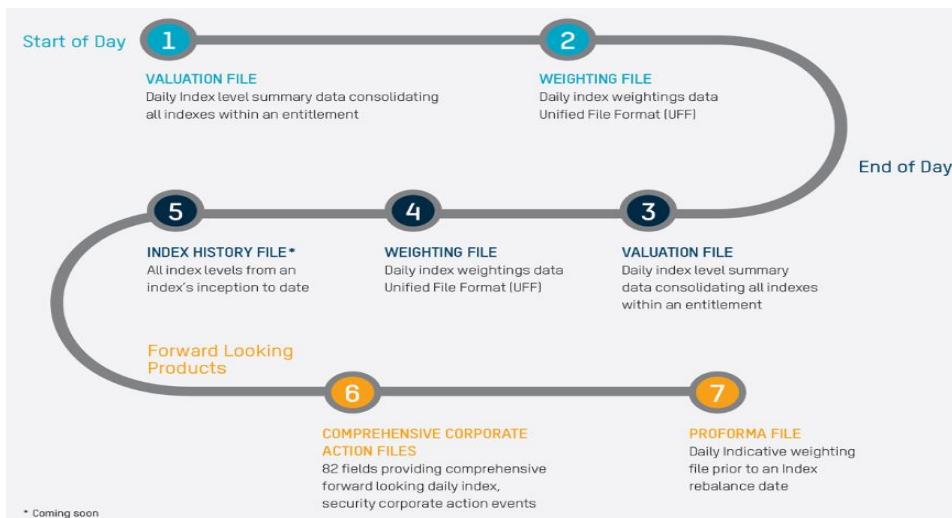 Start of Day
1
2
VALUATION FILE
Daily Index level summary data consolidating
all indexes within an entitlement
WEIGHTING FILE
Daily index weightings data
Unified File Format (UFF)
End of Day
5
4
3
INDEX HISTORY FILE*
All index levels from an
index's inception to date
WEIGHTING FILE
Daily index weightings data
Unified File Format (UFF)
VALUATION FILE
Daily index level summary
data consolidating all indexes
within an entitlement
Forward Looking
Products
6
7
COMPREHENSIVE CORPORATE
ACTION FILES
82 fields providing comprehensive
forward looking daily index,
security corporate action events
PROFORMA FILE
Daily Indicative weighting
file prior to an Index
rebalance date
* Coming soon